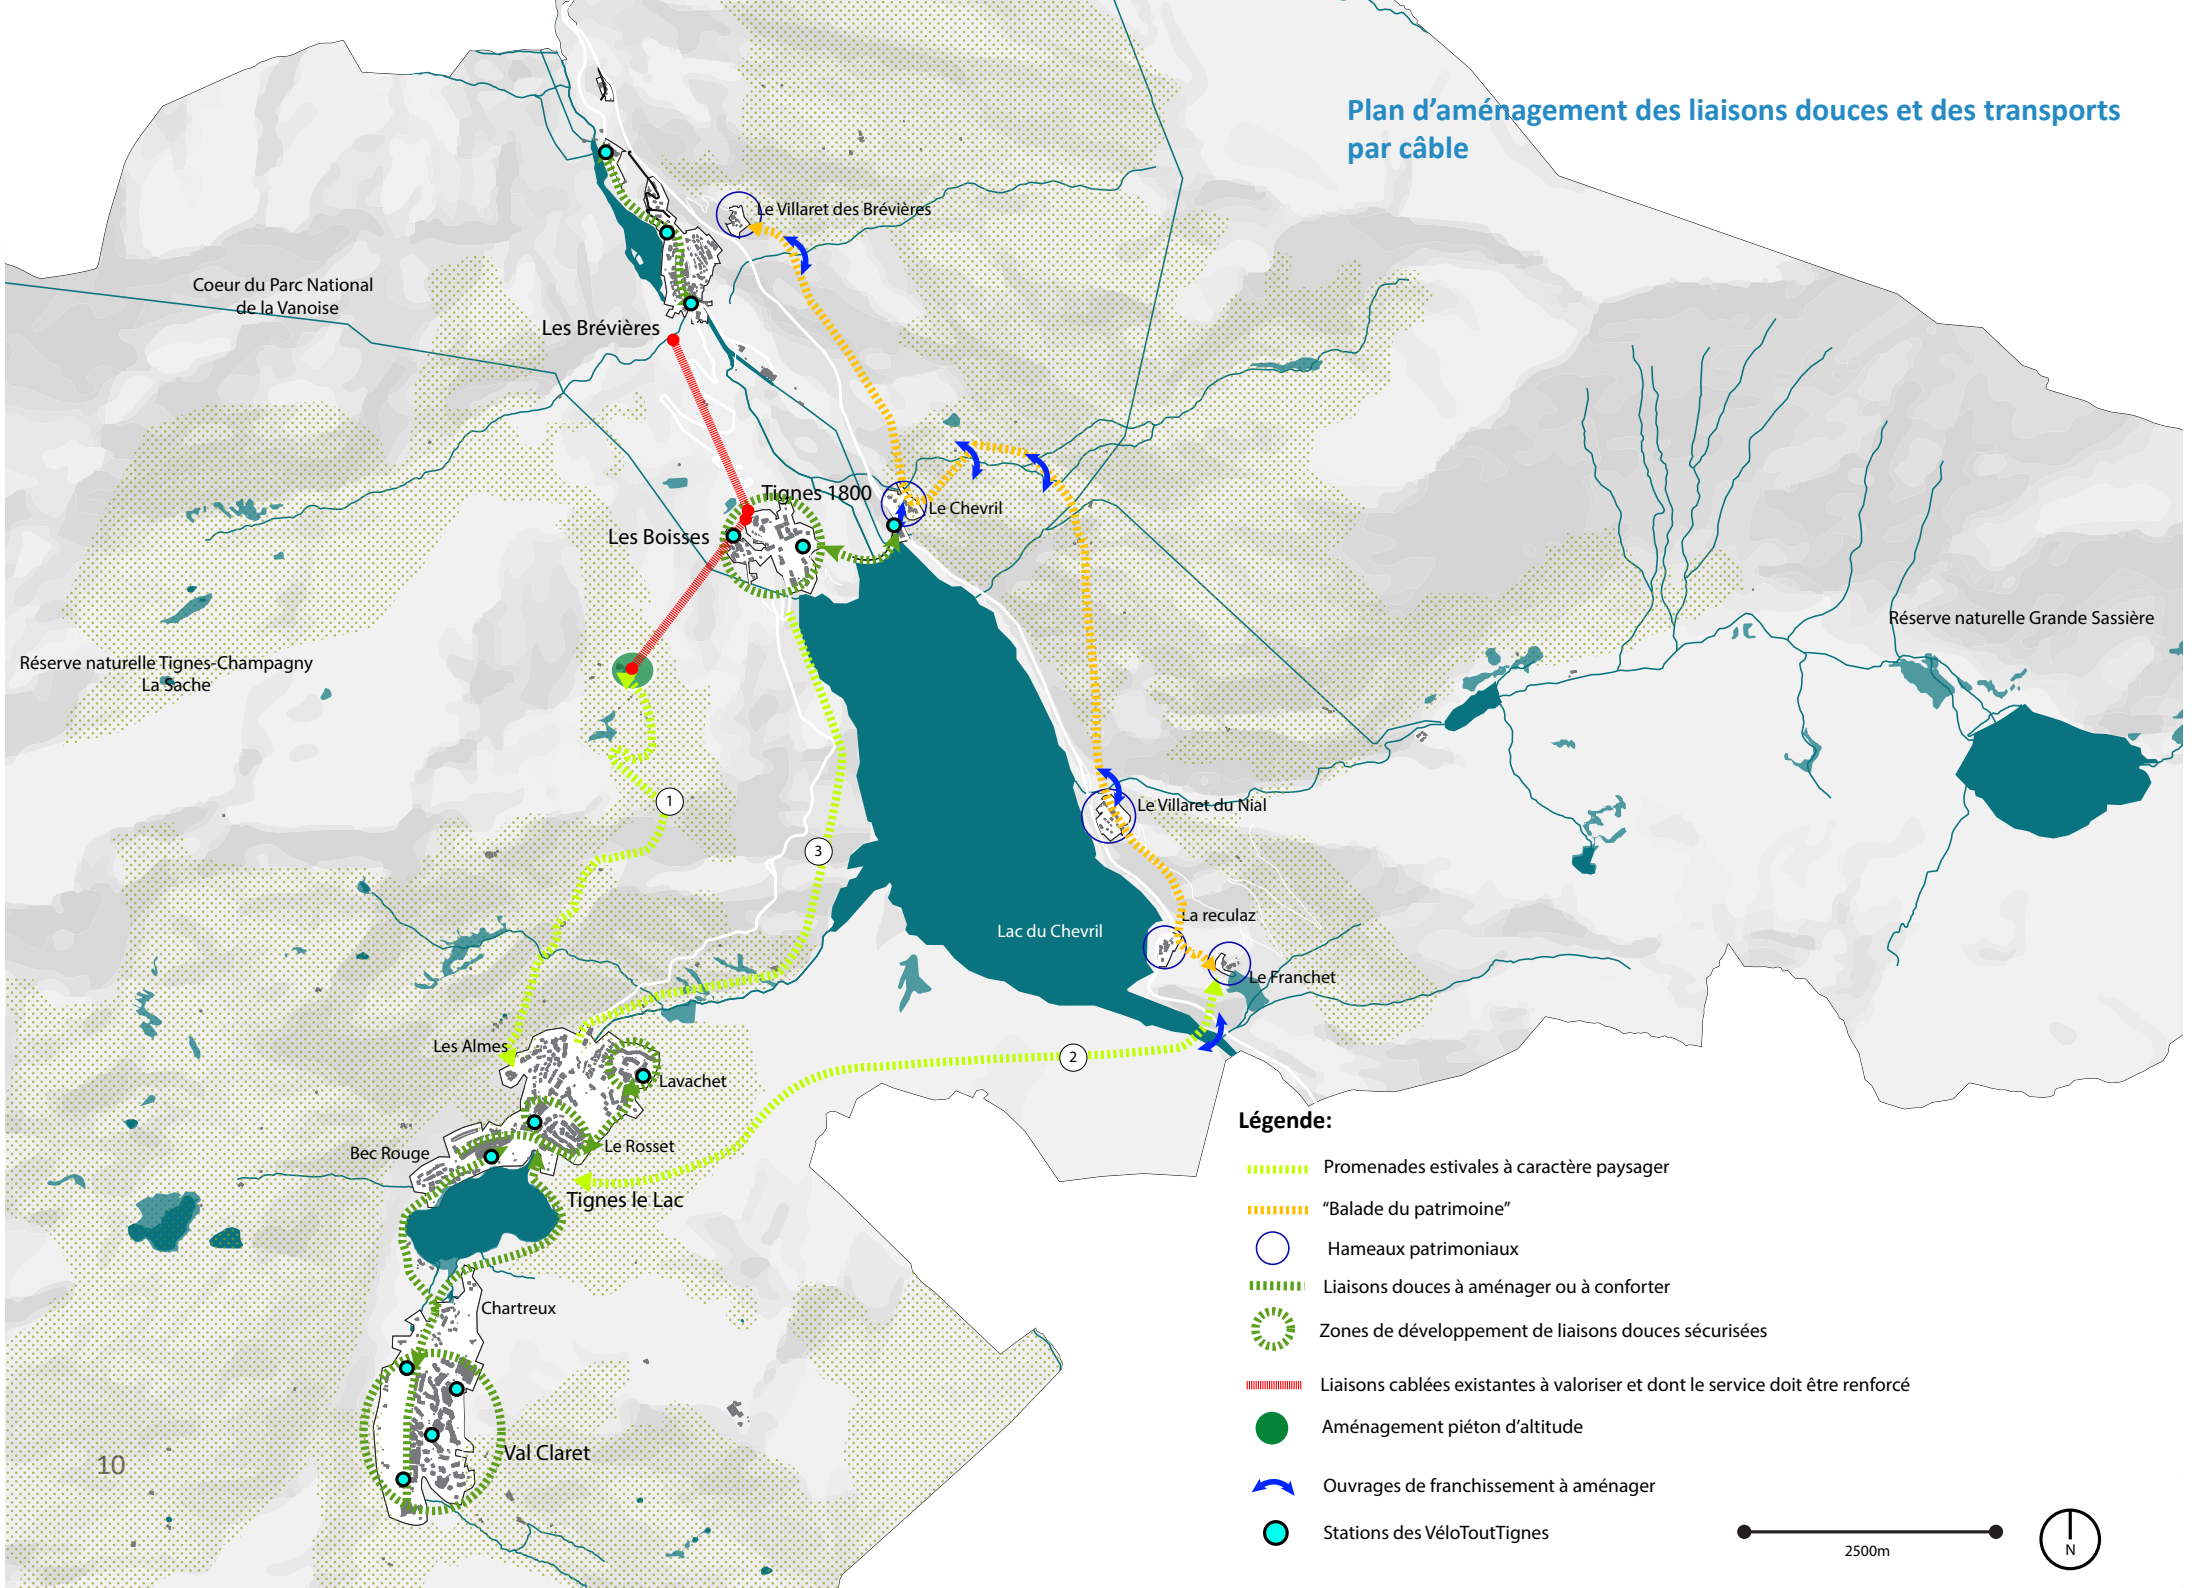 Plan d’aménagement des liaisons douces et des transports
par câble
Le Villaret des Brévières
Coeur du Parc National
de la Vanoise
Les Brévières
Tignes 1800
Le Chevril
Les Boisses
Réserve naturelle Grande Sassière
Réserve naturelle Tignes-Champagny
La Sache
1
Le Villaret du Nial
3
La reculaz
Lac du Chevril
Le Franchet
Les Almes
2
Lavachet
Le Rosset
Bec Rouge
Tignes le Lac
Chartreux
Val Claret
10
Légende:
Promenades estivales à caractère paysager
“Balade du patrimoine”
Hameaux patrimoniaux
Liaisons douces à aménager ou à conforter
Zones de développement de liaisons douces sécurisées
Liaisons cablées existantes à valoriser et dont le service doit être renforcé
Aménagement piéton d’altitude
Ouvrages de franchissement à aménager
Stations des VéloToutTignes
2500m
N